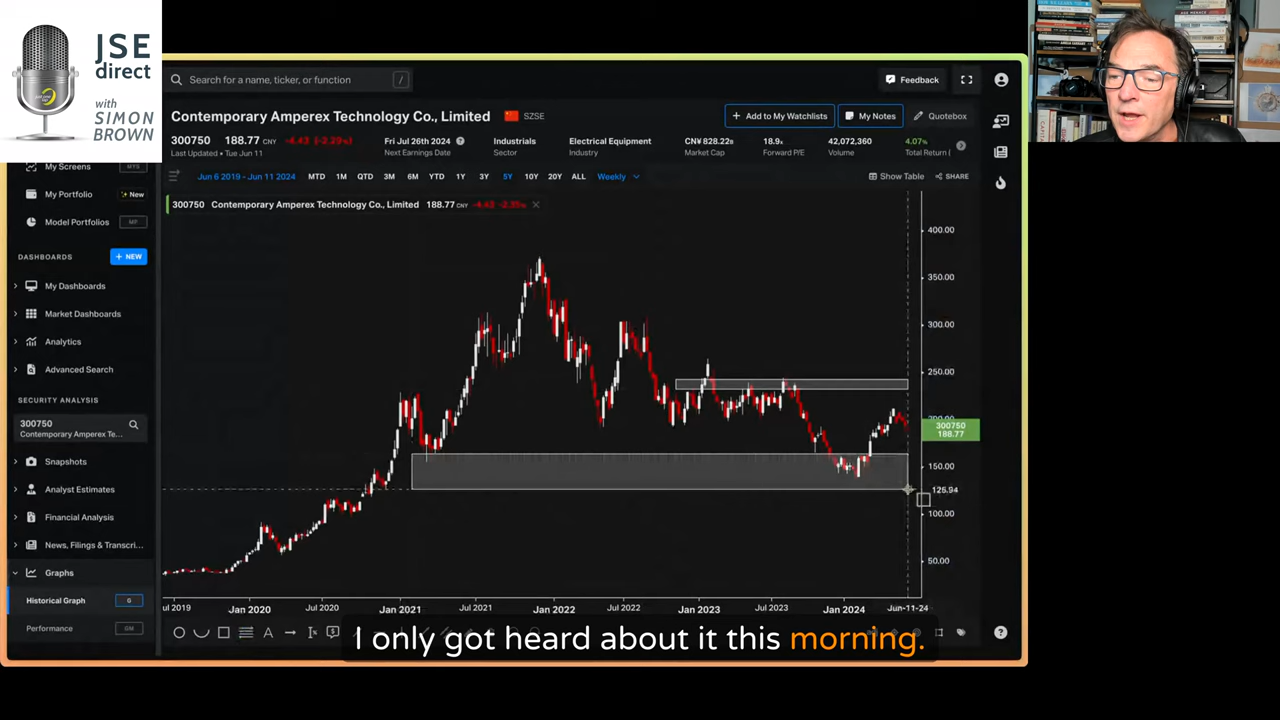 JSE
direct
with
SIMON
BROWN
Search for a name, ticker, or function
/
Feedback
Contemporary Amperex Technology Co., Limited
SZSE
Add to My Watchlists
My Notes
Quotebox
300750 188.77 CNY -4.43 (-2.29%)
Last Updated • Tue Jun 11
Fri Jul 26th 2024
Next Earnings Date
Industrials
Sector
Electrical Equipment
Industry
CN¥ 828.22B
Market Cap
18.9x
Forward P/E
42,072,360
Volume
4.07%
Total Return (
Jun 6 2019 - Jun 11 2024 MTD 1M QTD 3M 6M YTD 1Y 3Y 5Y 10Y 20Y ALL Weekly
Show Table
SHARE
300750 Contemporary Amperex Technology Co., Limited 188.77 CNY
My Screens
My Portfolio
New
Model Portfolios
MP
DASHBOARDS
+ NEW
My Dashboards
Market Dashboards
Analytics
Advanced Search
SECURITY ANALYSIS
300750
Contemporary Amperex Te...
Snapshots
Analyst Estimates
Financial Analysis
News, Filings & Transcri...
Graphs
Historical Graph
G
Performance
GM
400.00
350.00
300.00
250.00
300750
188.77
150.00
125.94
100.00
50.00
ul 2019
Jan 2020
Jul 2020
Jan 2021
Jul 2021
Jan 2022
Jul 2022
Jan 2023
Jul 2023
Jan 2024
Jun-11-24
I only got heard about it this morning.